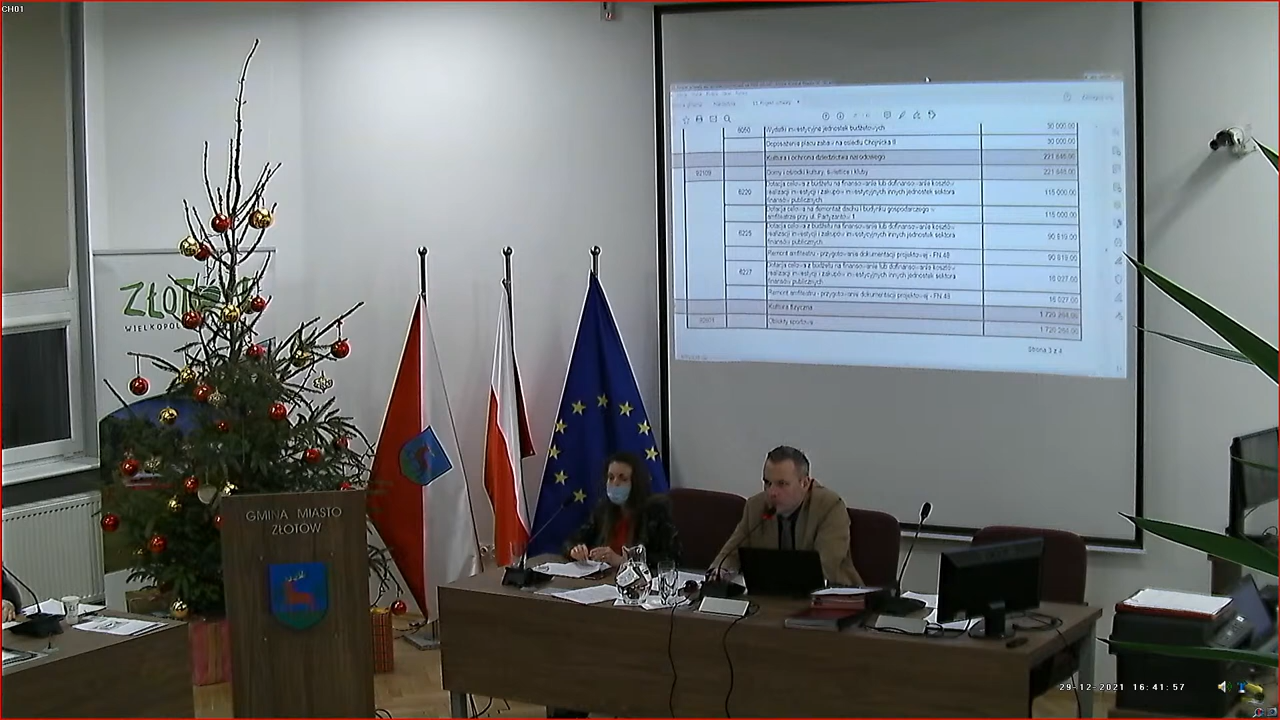 CH01
ZŁOT
WIELKOPOL
GMINA MIASTO
ZŁOTÓW
6050 Wydatki inwestycyjne jednostek budżetowych 30 000.00
Doposażenie placu zabaw na osiedlu Chojnicka II 30 000.00
Kultura i ochrona dziedzictwa narodowego 221 846.00
92109 Domy i ośrodki kultury, świetlice i kluby 221 846.00
6220 Dotacja celowa z budżetu na finansowanie lub dofinansowanie kosztów
realizacji inwestycji i zakupów inwestycyjnych innych jednostek sektora
finansów publicznych 115 000.00
Dotacja celowa na demontaż dachu i budynku gospodarczego w
amfiteatrze przy ul. Partyzantów 1 115 000.00
6225 Dotacja celowa z budżetu na finansowanie lub dofinansowanie kosztów
realizacji inwestycji i zakupów inwestycyjnych innych jednostek sektora
finansów publicznych 90 819.00
Remont amfiteatru - przygotowanie dokumentacji projektowej - FN.48 90 819.00
6227 Dotacja celowa z budżetu na finansowanie lub dofinansowanie kosztów
realizacji inwestycji i zakupów inwestycyjnych innych jednostek sektora
finansów publicznych 16 027.00
Remont amfiteatru - przygotowanie dokumentacji projektowej - FN.48 16 027.00
Kultura fizyczna
Obiekty sportowe
Strona 3 z 4
29-12-2021 16:41:57